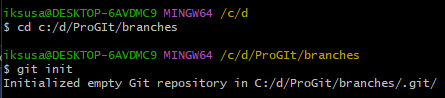 iksusa@DESKTOP-6AVDMC9 MINGW64 /c/d
$ cd c:/d/ProGIt/branches
iksusa@DESKTOP-6AVDMC9 MINGW64 /c/d/ProGIt/branches
$ git init
Initialized empty Git repository in C:/d/ProGit/branches/.git/